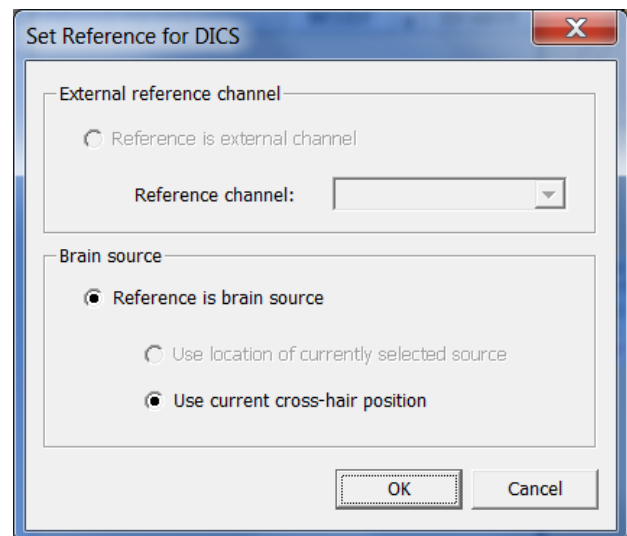 Set Reference for DICS
External reference channel
Reference is external channel
Reference channel:
Brain source
Reference is brain source
Use location of currently selected source
Use current cross-hair position
OK
Cancel